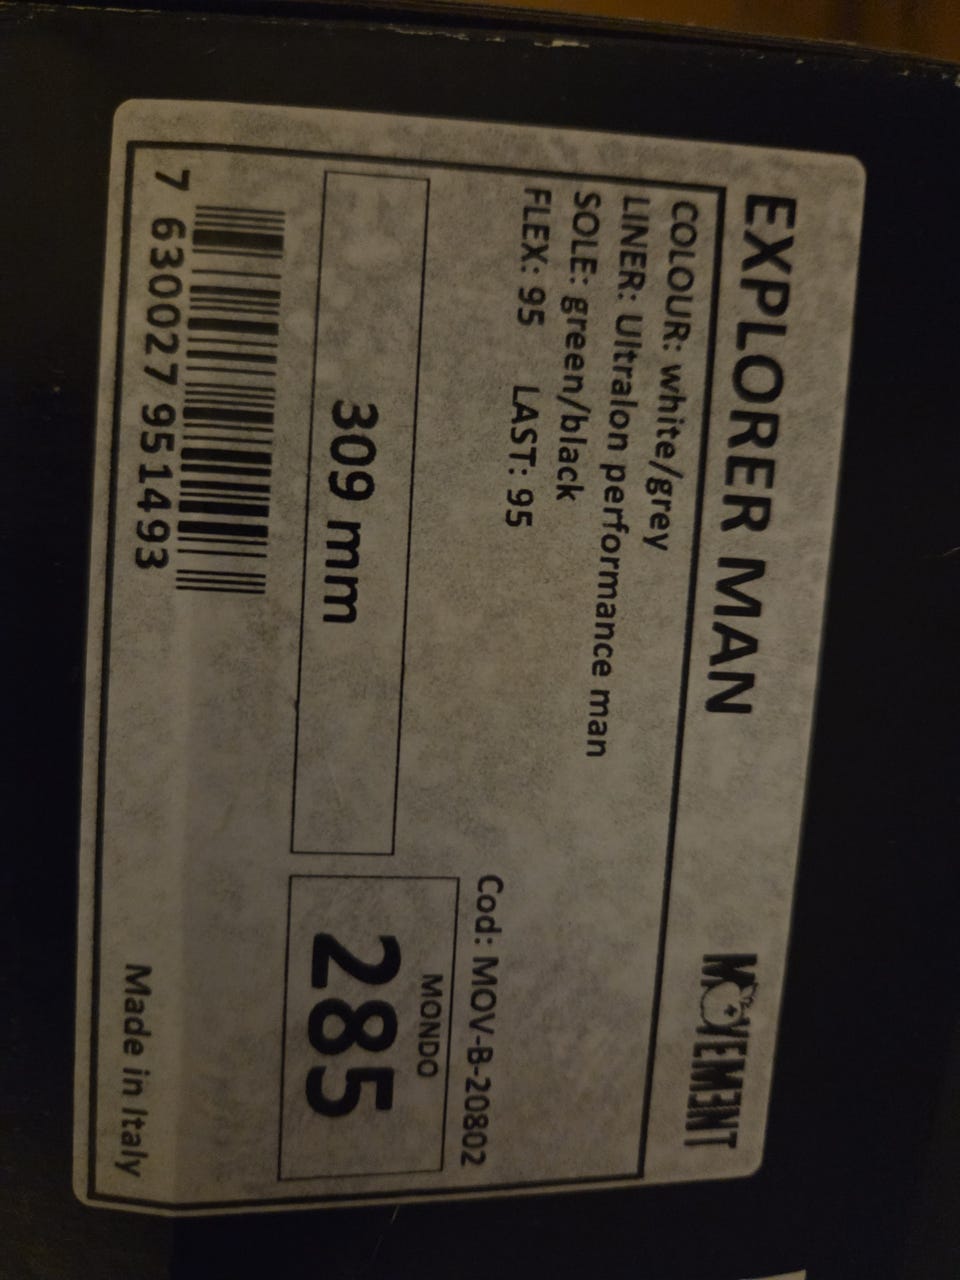 EXPLORER MAN
MOVEMENT
COLOUR: white/grey
LINER: Ultralon performance man
SOLE: green/black
FLEX: 95 LAST: 95
Cod: MOV-B-20802
309 mm
MONDO
285
7 630027 951493
Made in Italy